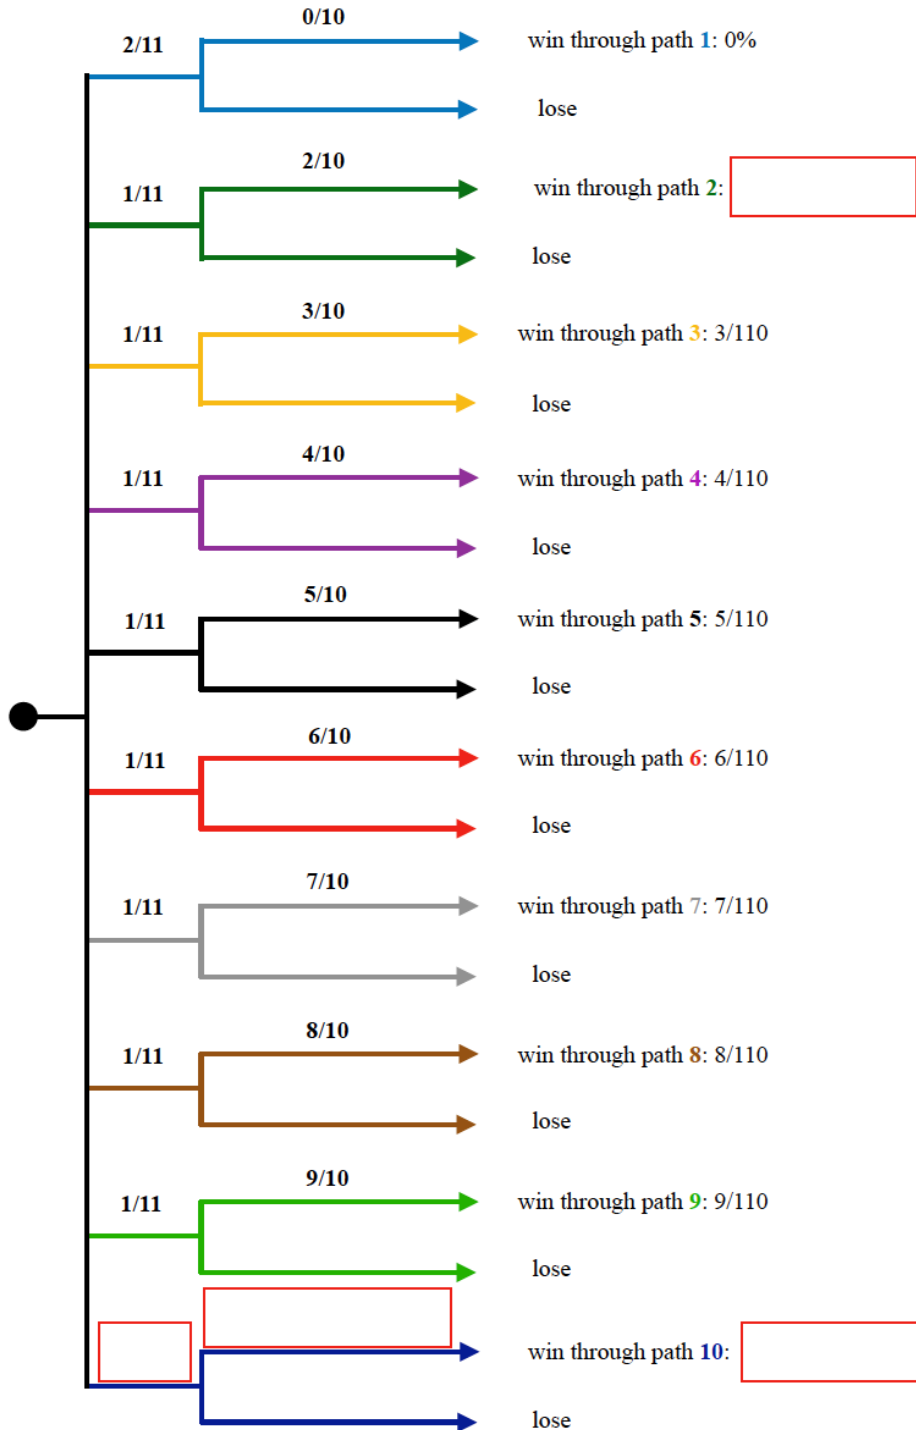 0/10
2/11
win through path 1: 0%
lose
2/10
1/11
win through path 2:
lose
3/10
1/11
win through path 3: 3/110
lose
4/10
1/11
win through path 4: 4/110
lose
5/10
1/11
win through path 5: 5/110
lose
6/10
1/11
win through path 6: 6/110
lose
7/10
1/11
win through path 7: 7/110
lose
8/10
1/11
win through path 8: 8/110
lose
9/10
1/11
win through path 9: 9/110
lose
win through path 10:
lose